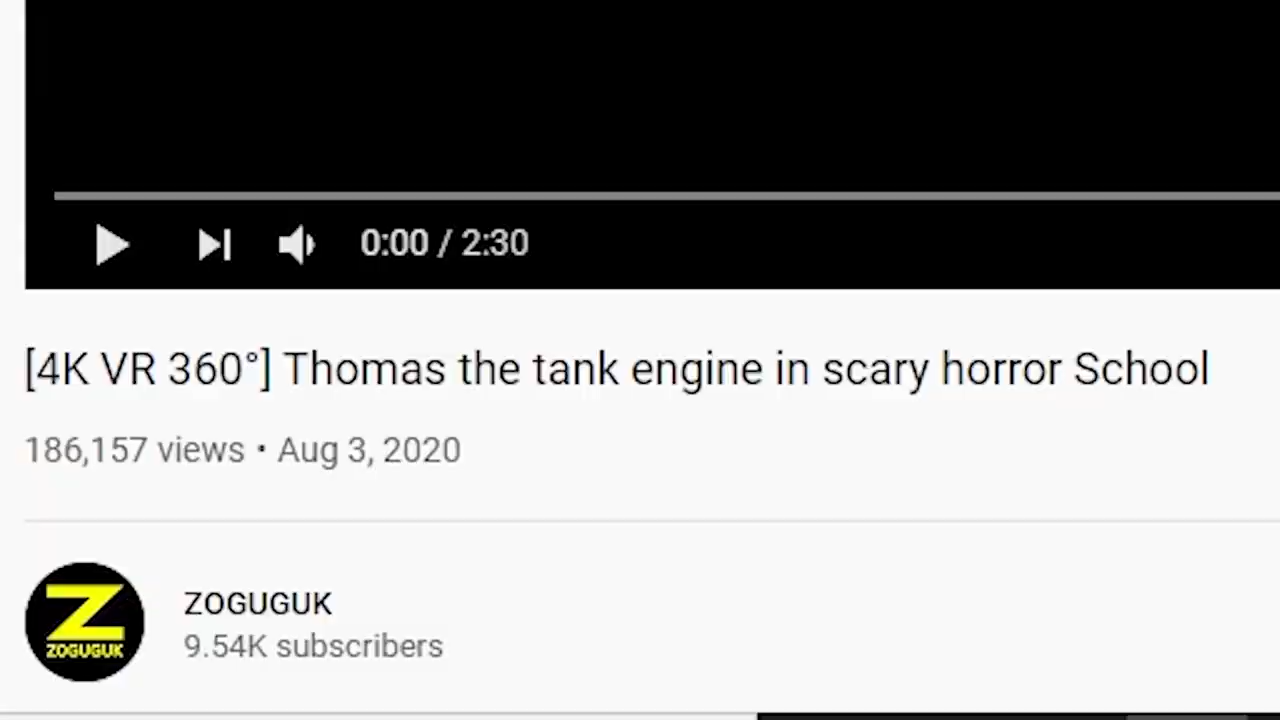 0:00 / 2:30
[4K VR 360°] Thomas the tank engine in scary horror School
186,157 views • Aug 3, 2020
Z
ZOGUGUK
ZOGUGUK
9.54K subscribers